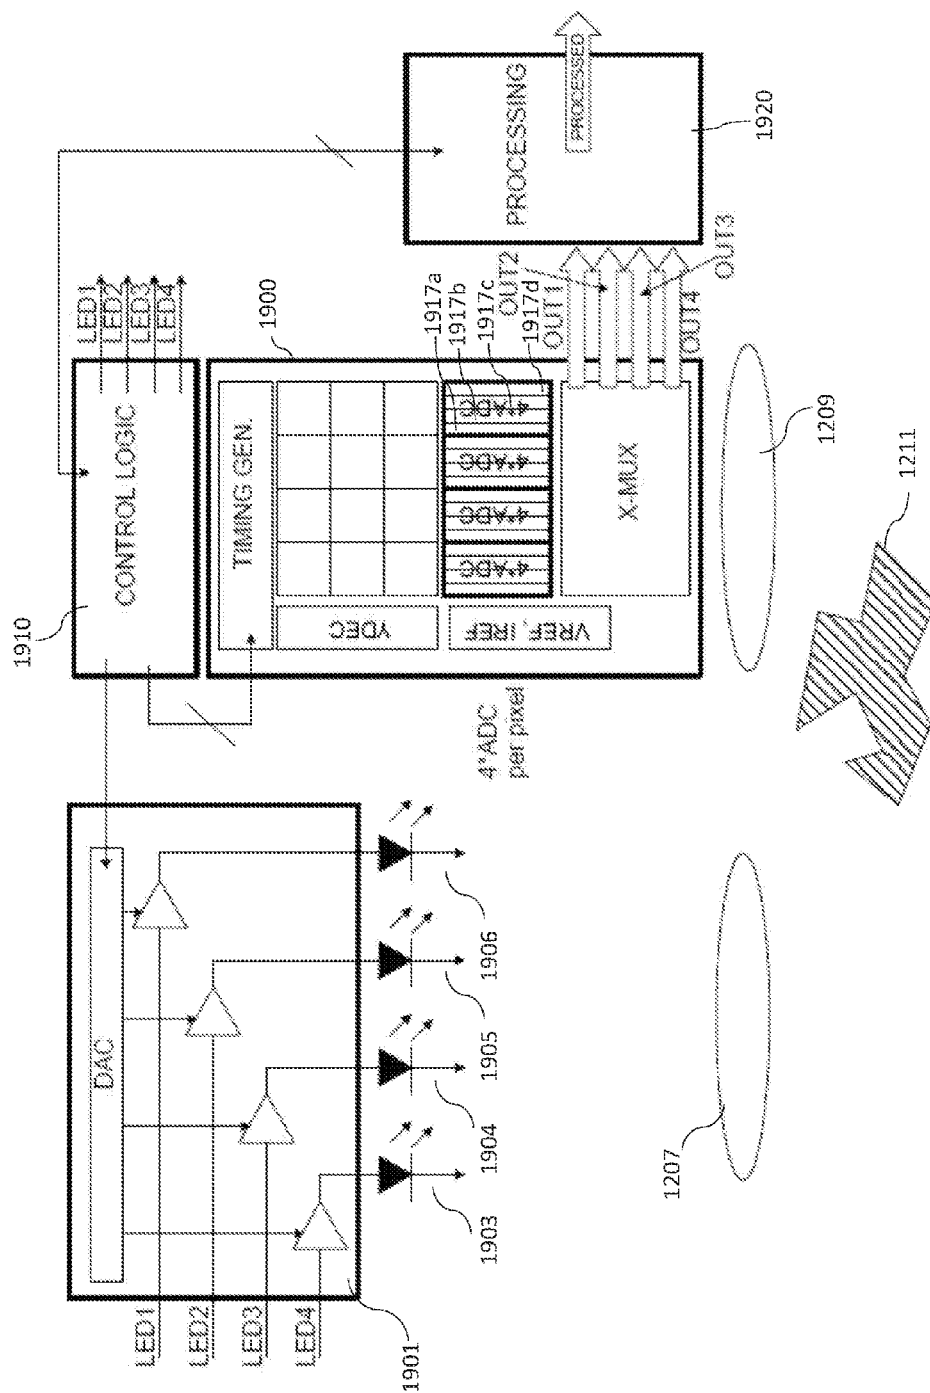 LED1
LED2
LED3
LED4
1901
DAC
1903
1904
1905
1906
1207
1910
CONTROL LOGIC
LED1
LED2
LED3
LED4
1900
TIMING GEN.
YDEC
VREF, IREF
4*ADC
4*ADC
4*ADC
4*ADC
X-MUX
4*ADC
per pixel
1917a
1917b
1917c
1917d
OUT1
OUT2
OUT3
OUT4
PROCESSING
PROCESSED
1920
1209
1211